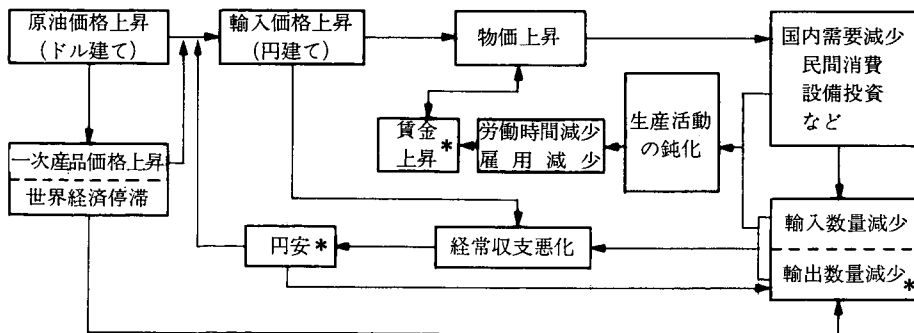 原油価格上昇
(ドル建て)
輸入価格上昇
(円建て)
物価上昇
国内需要減少
民間消費
設備投資
など
生産活動
の鈍化
労働時間減少
雇用減少
賃金
上昇*
一次産品価格上昇
世界経済停滞
円安*
経常収支悪化
輸入数量減少
輸出数量減少*